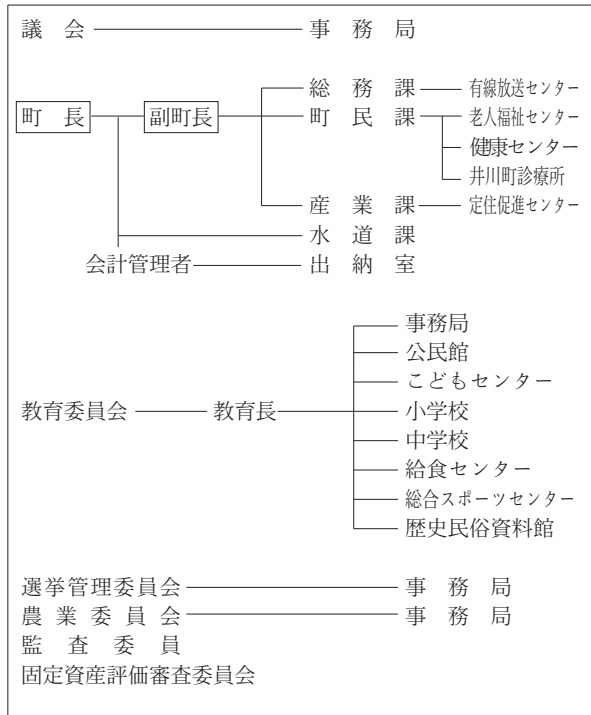 議会 事務局
総務課 有線放送センター
町長 副町長 町民課 老人福祉センター
健康センター
井川町診療所
産業課 定住促進センター
水道課
会計管理者 出納室
事務局
公民館
こどもセンター
教育委員会 教育長 小学校
中学校
給食センター
総合スポーツセンター
歴史民俗資料館
選挙管理委員会 事務局
農業委員会 事務局
監査委員
固定資産評価審査委員会